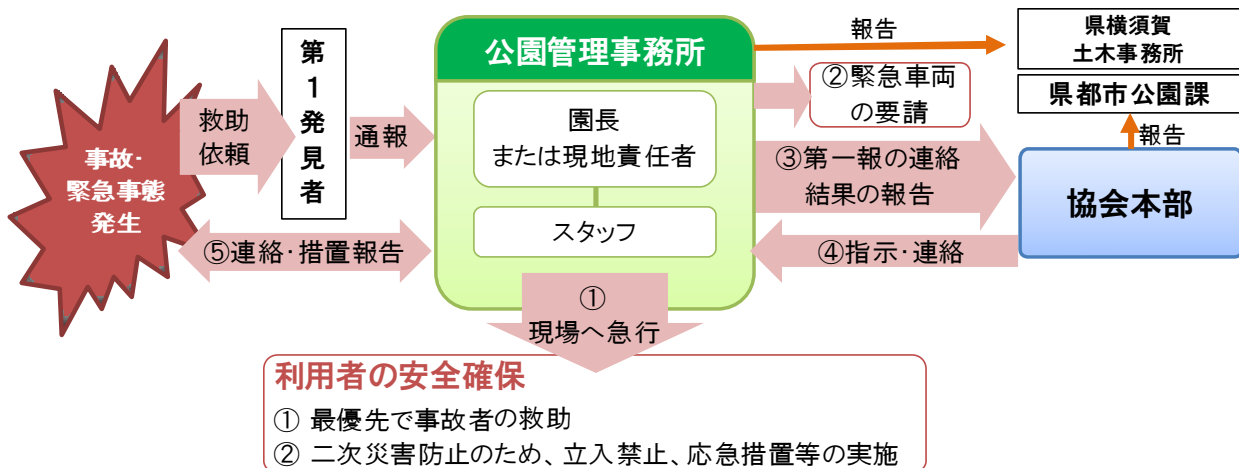 事故・
緊急事態
発生
救助
依頼
第
1
発
見
者
通報
⑤連絡・措置報告
公園管理事務所
園長
または現地責任者
スタッフ
①
現場へ急行
報告
県横須賀
土木事務所
②緊急車両
の要請
県都市公園課
報告
③第一報の連絡
結果の報告
協会本部
④指示・連絡
利用者の安全確保
① 最優先で事故者の救助
② 二次災害防止のため、立入禁止、応急措置等の実施